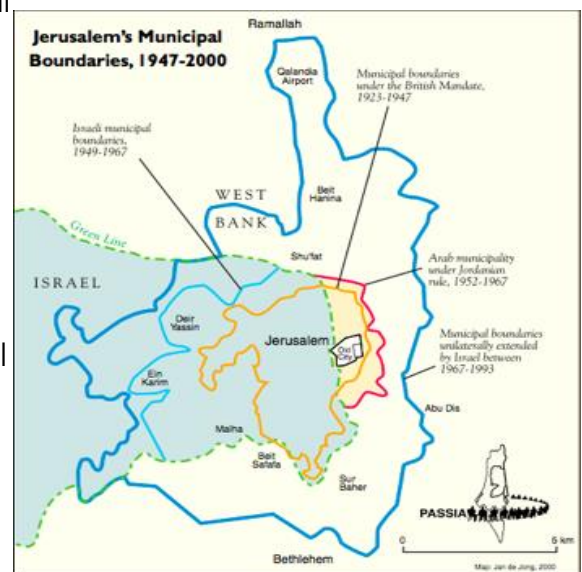 Jerusalem's Municipal
Boundaries, 1947-2000
Ramallah
Qalandia
Airport
Municipal boundaries
under the British Mandate,
1923-1947
Israeli municipal
boundaries,
1949-1967
WEST
BANK
Beit
Hanina
Green Line
Shu'fat
ISRAEL
Arab municipality
under Jordanian
rule, 1952-1967
Deir
Yassin
Jerusalem
Old
City
Municipal boundaries
unilaterally extended
by Israel between
1967-1993
Ein
Karim
Abu Dis
Malha
Beit
Safafa
Sur
Baher
PASSIA
0
5 km
Bethlehem
Map: Jan de Jong, 2000